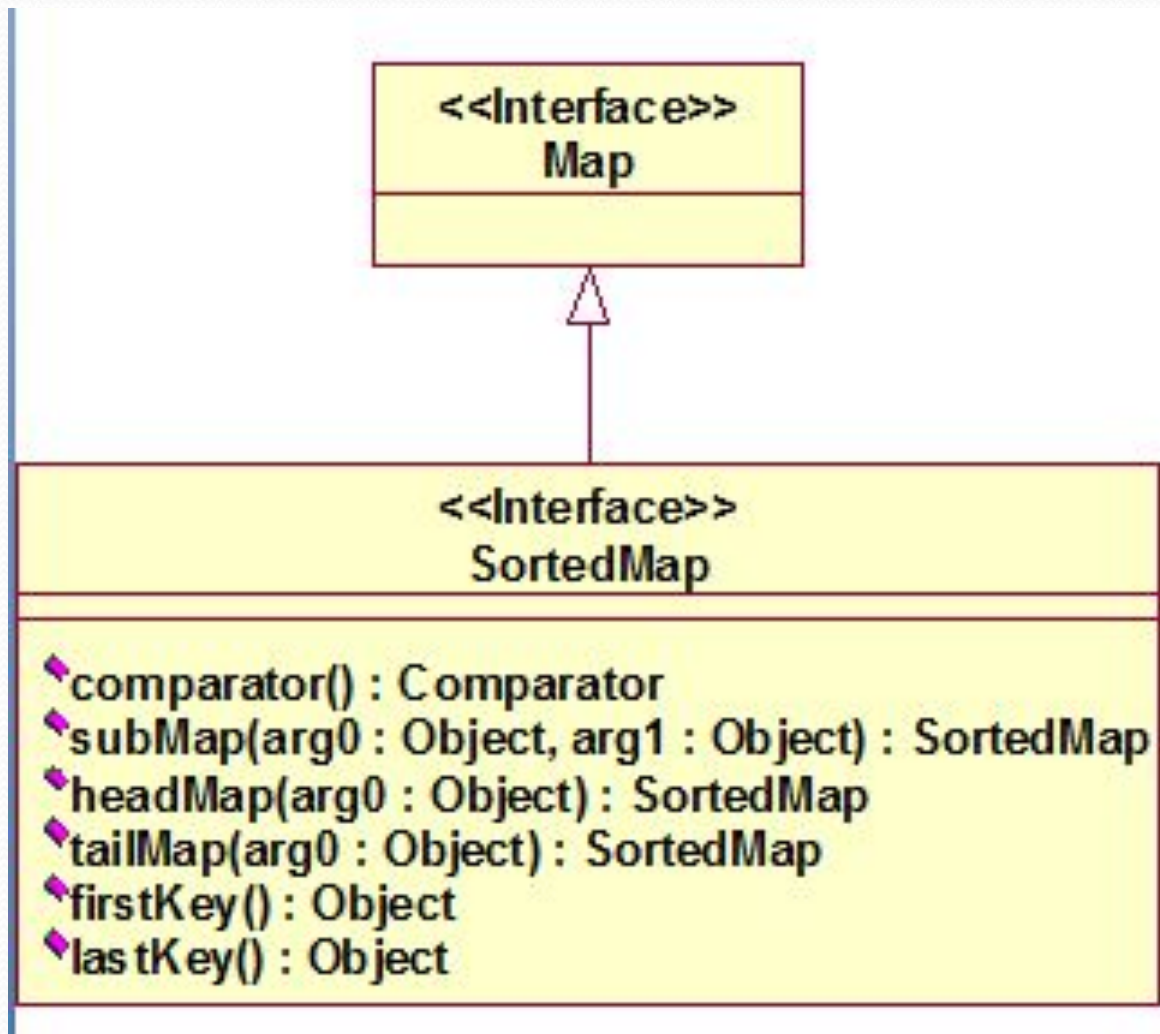 <<Interface>>
Map
<<Interface>>
SortedMap
comparator() : Comparator
subMap(arg0 : Object, arg1 : Object) : SortedMap
headMap(arg0 : Object) : SortedMap
tailMap(arg0 : Object) : SortedMap
firstKey() : Object
lastKey() : Object